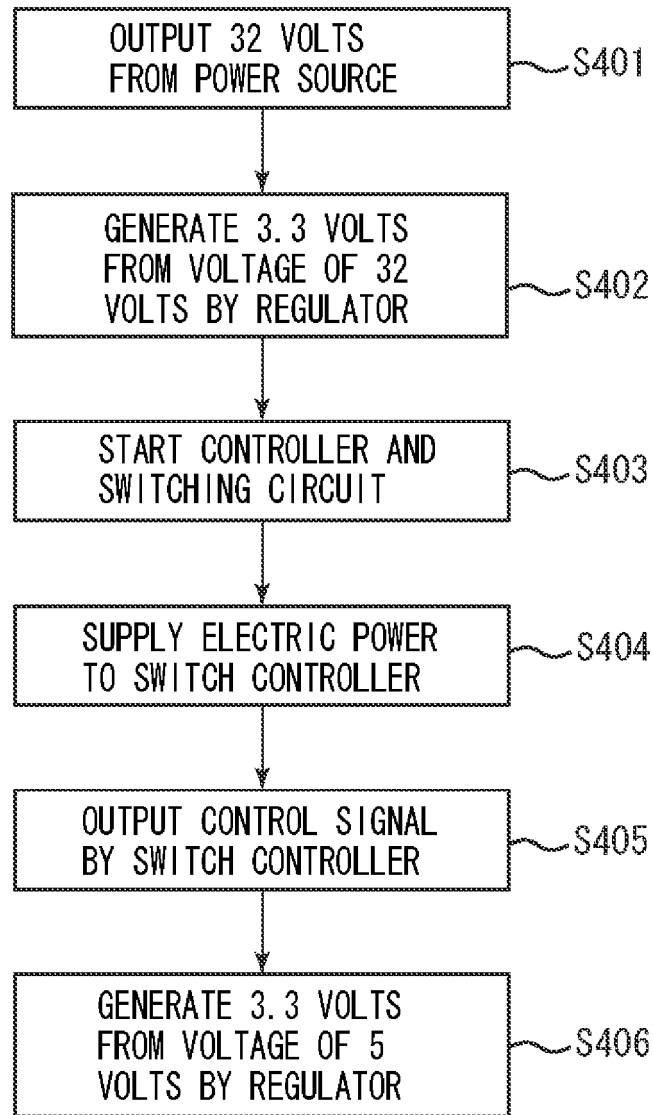 OUTPUT 32 VOLTS
FROM POWER SOURCE
S401
GENERATE 3.3 VOLTS
FROM VOLTAGE OF 32
VOLTS BY REGULATOR
S402
START CONTROLLER AND
SWITCHING CIRCUIT
S403
SUPPLY ELECTRIC POWER
TO SWITCH CONTROLLER
S404
OUTPUT CONTROL SIGNAL
BY SWITCH CONTROLLER
S405
GENERATE 3.3 VOLTS
FROM VOLTAGE OF 5
VOLTS BY REGULATOR
S406